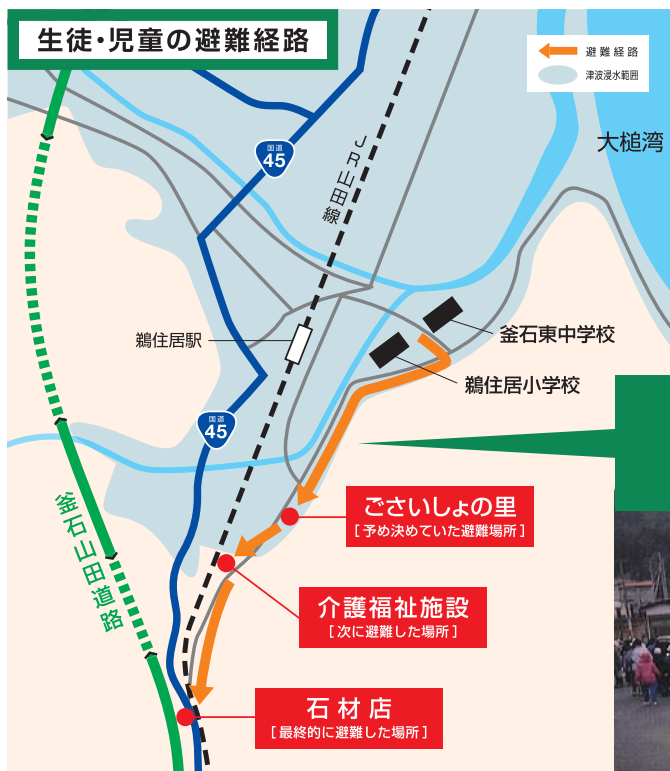 生徒・児童の避難経路
避難経路
津波浸水範囲
大槌湾
国道
45
JR山田線
釜石東中学校
鵜住居駅
鵜住居小学校
国道
45
ごさいしょの里
[予め決めていた避難場所]
釜石山田道路
介護福祉施設
[次に避難した場所]
石材店
[最終的に避難した場所]